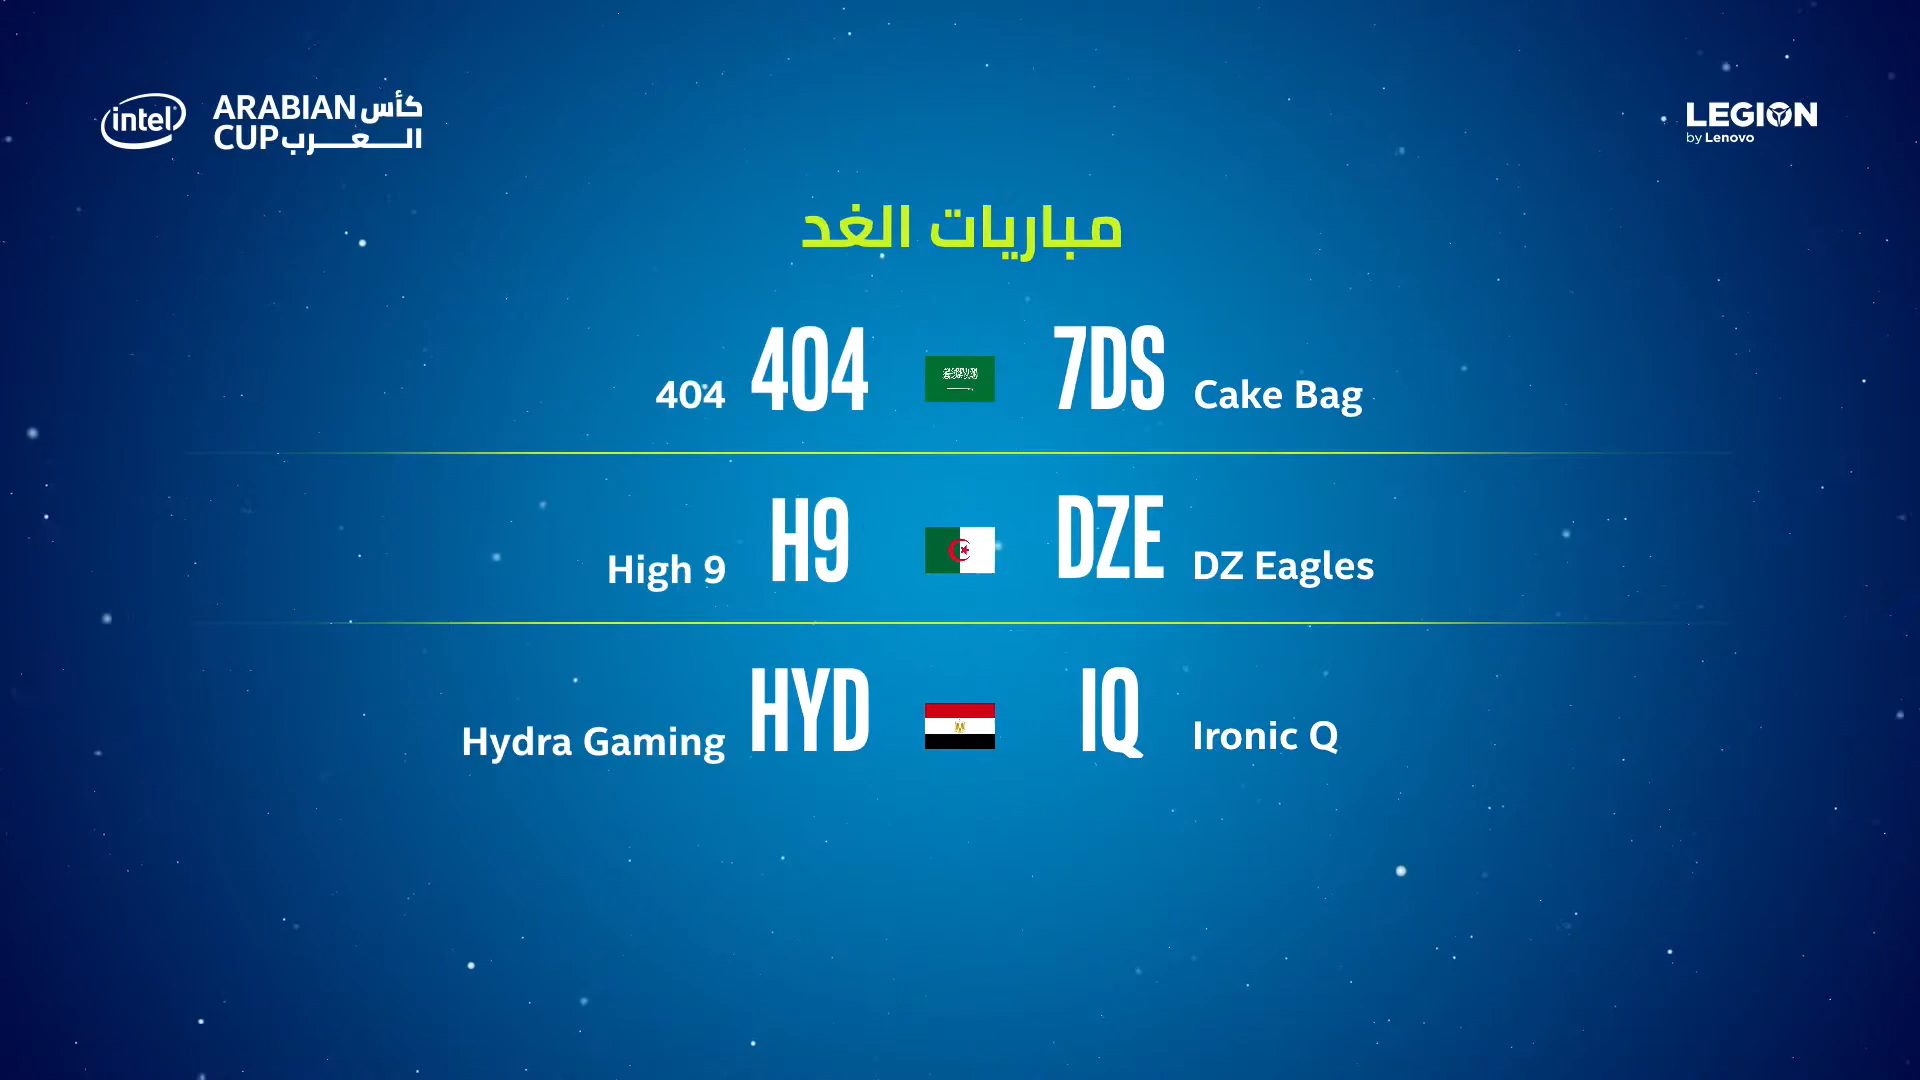 intel
ARABIAN كأس
CUP العرب
LEGION
by Lenovo
مباريات الغد
404 404 7DS Cake Bag
High 9 H9 DZE DZ Eagles
Hydra Gaming HYD IQ Ironic Q